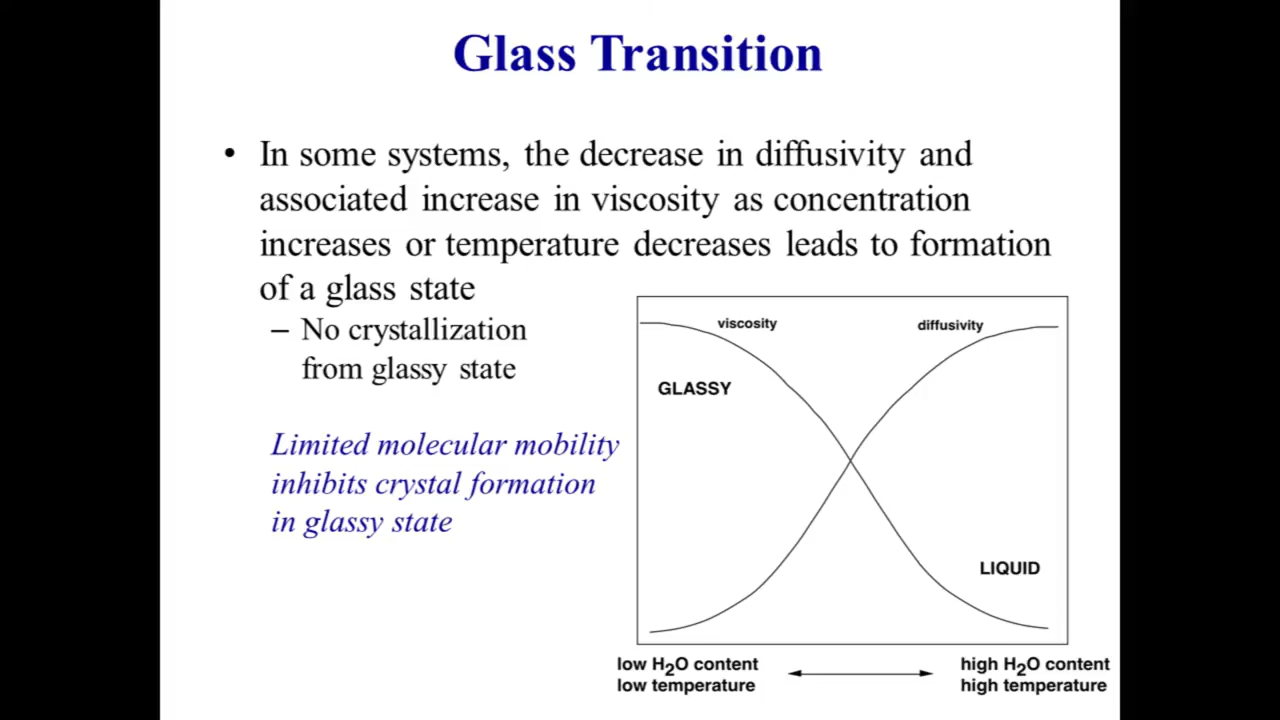 Glass Transition
• In some systems, the decrease in diffusivity and
associated increase in viscosity as concentration
increases or temperature decreases leads to formation
of a glass state
– No crystallization
from glassy state
Limited molecular mobility
inhibits crystal formation
in glassy state
viscosity
diffusivity
GLASSY
LIQUID
low H₂O content
low temperature
high H₂O content
high temperature